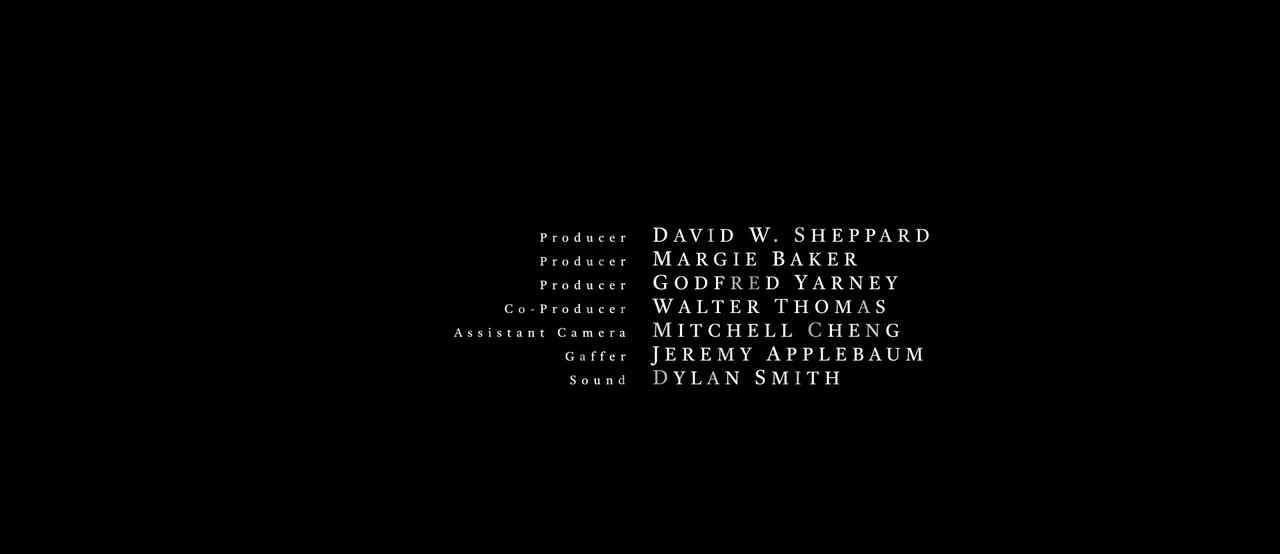 Producer DAVID W. SHEPPARD
Producer MARGIE BAKER
Producer GODFRED YARNEY
Co-Producer WALTER THOMAS
Assistant Camera MITCHELL CHENG
Gaffer JEREMY APPLEBAUM
Sound DYLAN SMITH